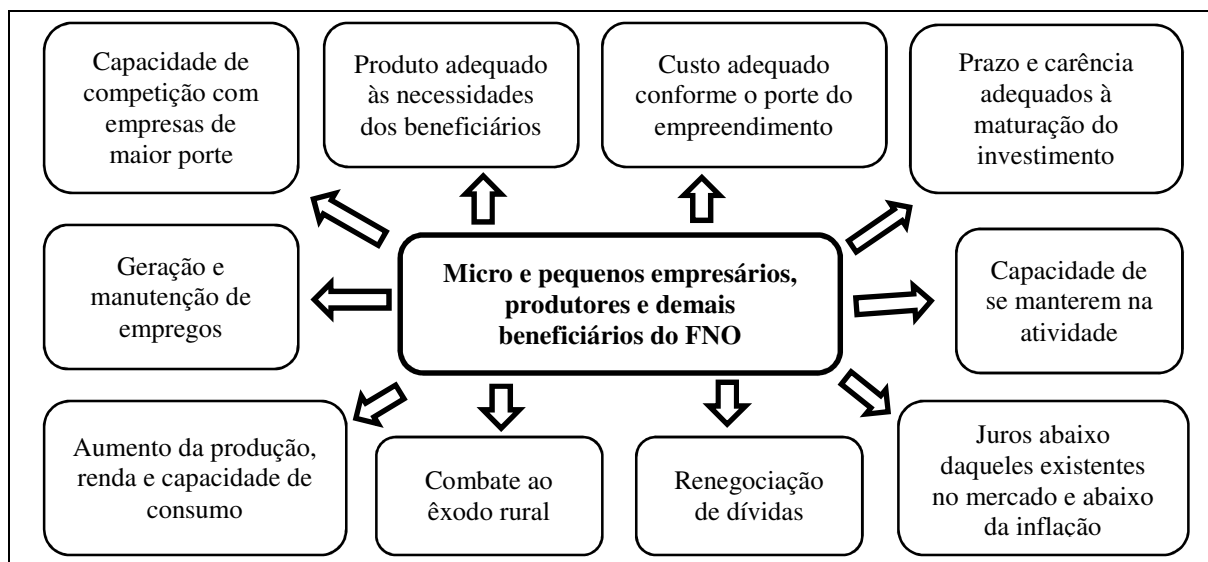 Capacidade de
competição com
empresas de
maior porte
Produto adequado
às necessidades
dos beneficiários
Custo adequado
conforme o porte do
empreendimento
Prazo e carência
adequados à
maturação do
investimento
Geração e
manutenção de
empregos
Micro e pequenos empresários,
produtores e demais
beneficiários do FNO
Capacidade de
se manterem na
atividade
Aumento da produção,
renda e capacidade de
consumo
Combate ao
êxodo rural
Renegociação
de dívidas
Juros abaixo
daqueles existentes
no mercado e abaixo
da inflação